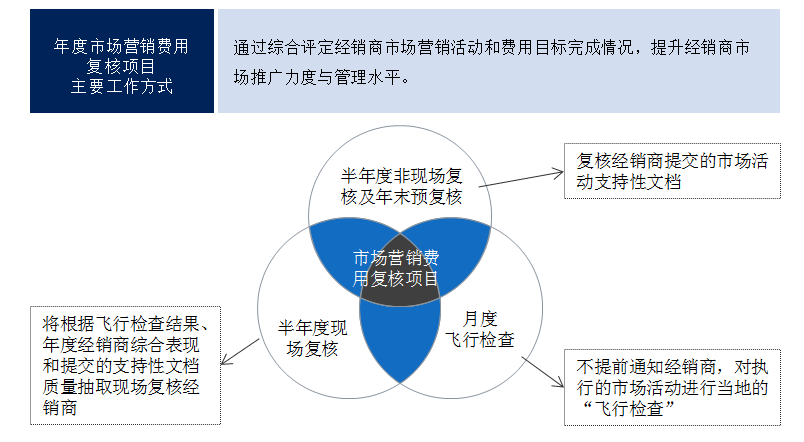 年度市场营销费用
复核项目
主要工作方式
通过综合评定经销商市场营销活动和费用目标完成情况，提升经销商市
场推广力度与管理水平。
半年度非现场复
核及年末预复核
复核经销商提交的市场活
动支持性文档
市场营销费
用复核项目
将根据飞行检查结果、
年度经销商综合表现
和提交的支持性文档
质量抽取现场复核经
销商
半年度现
场复核
月度
飞行检查
不提前通知经销商，对执
行的市场活动进行当地的
“飞行检查”